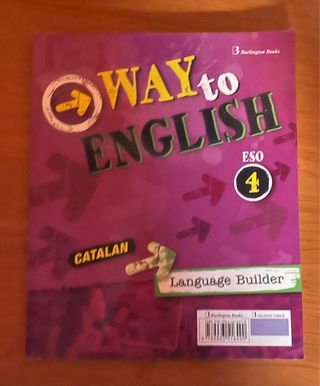 Burlington Books
WAY to
ENGLISH
ESO
4
CATALAN
Language Builder
Burlington Books